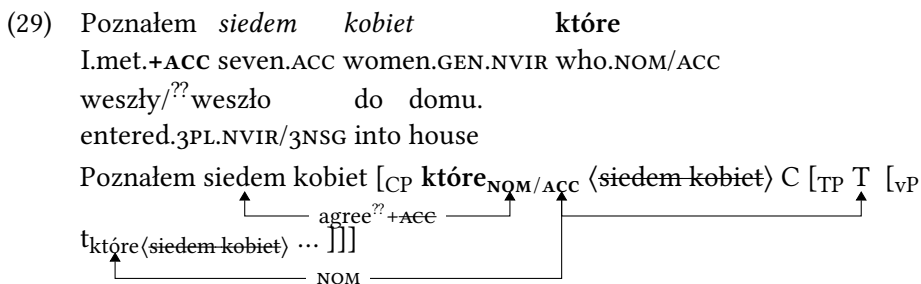 (29) Poznałem siedem kobiet które
I.met.+ACC seven.ACC women.GEN.NVIR who.NOM/ACC
weszły/??weszło do domu.
entered.3PL.NVIR/3NSG into house
Poznałem siedem kobiet [CP któreNOM/ACC ⟨siedem kobiet⟩ C [TP T [vP
agree??+ACC
tktóre⟨siedem kobiet⟩ ... ]]]
NOM